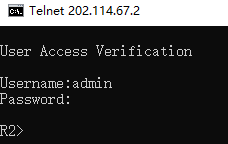 Telnet 202.114.67.2
User Access Verification
Username:admin
Password:
R2>